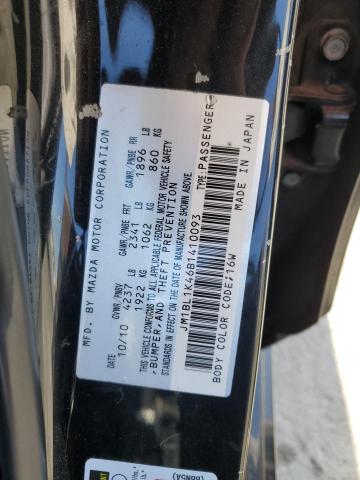 MFD. BY MAZDA MOTOR CORPORATION
DATE GVWR/PNBV GAWR/PNBE FRT GAWR/PNBE RR
10/10 4237 LB 2341 LB 1896 LB
1922 KG 1062 KG 860 KG
THIS VEHICLE CONFORMS TO ALL APPLICABLE FEDERAL MOTOR VEHICLE SAFETY
,BUMPER,AND THEFT PREVENTION
STANDARDS IN EFFECT ON THE DATE OF MANUFACTURE SHOWN ABOVE.
JM1BL1K46B1410093 TYPE:PASSENGER
BODY COLOR CODE;16W MADE IN JAPAN
(BBN5A)